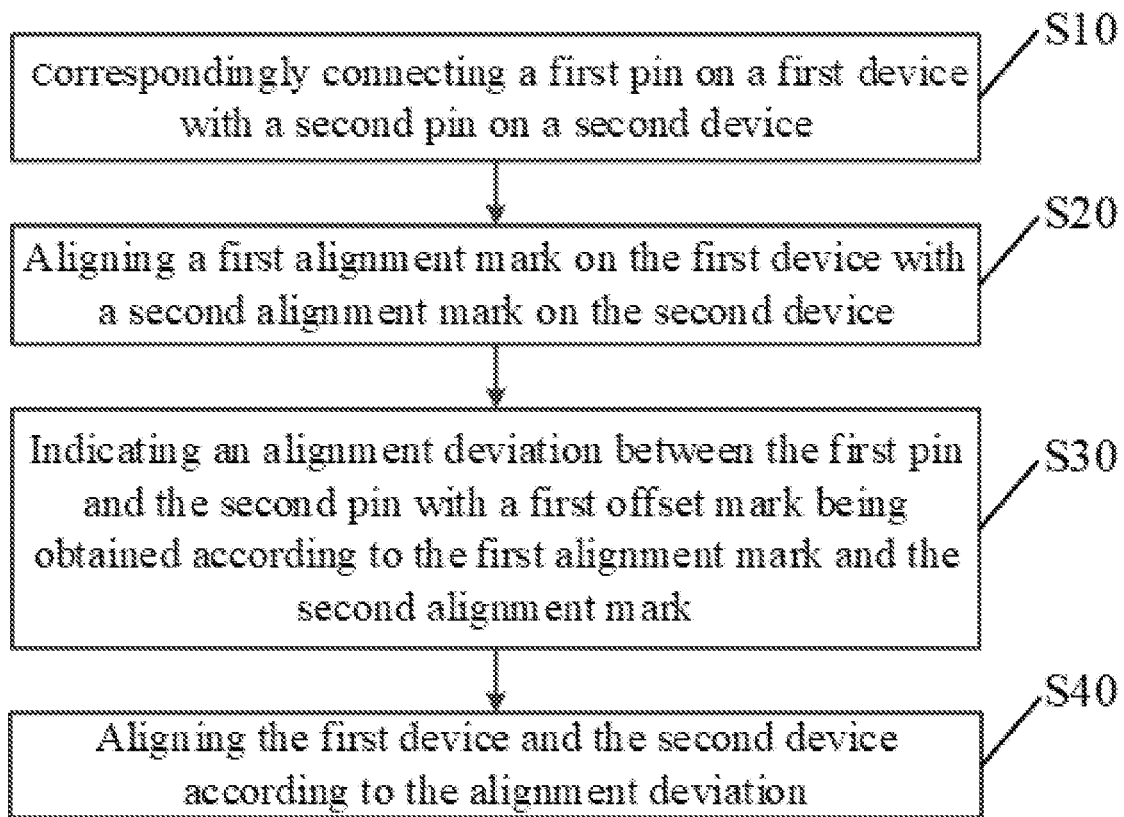 S10
Correspondingly connecting a first pin on a first device
with a second pin on a second device
S20
Aligning a first alignment mark on the first device with
a second alignment mark on the second device
S30
Indicating an alignment deviation between the first pin
and the second pin with a first offset mark being
obtained according to the first alignment mark and the
second alignment mark
S40
Aligning the first device and the second device
according to the alignment deviation